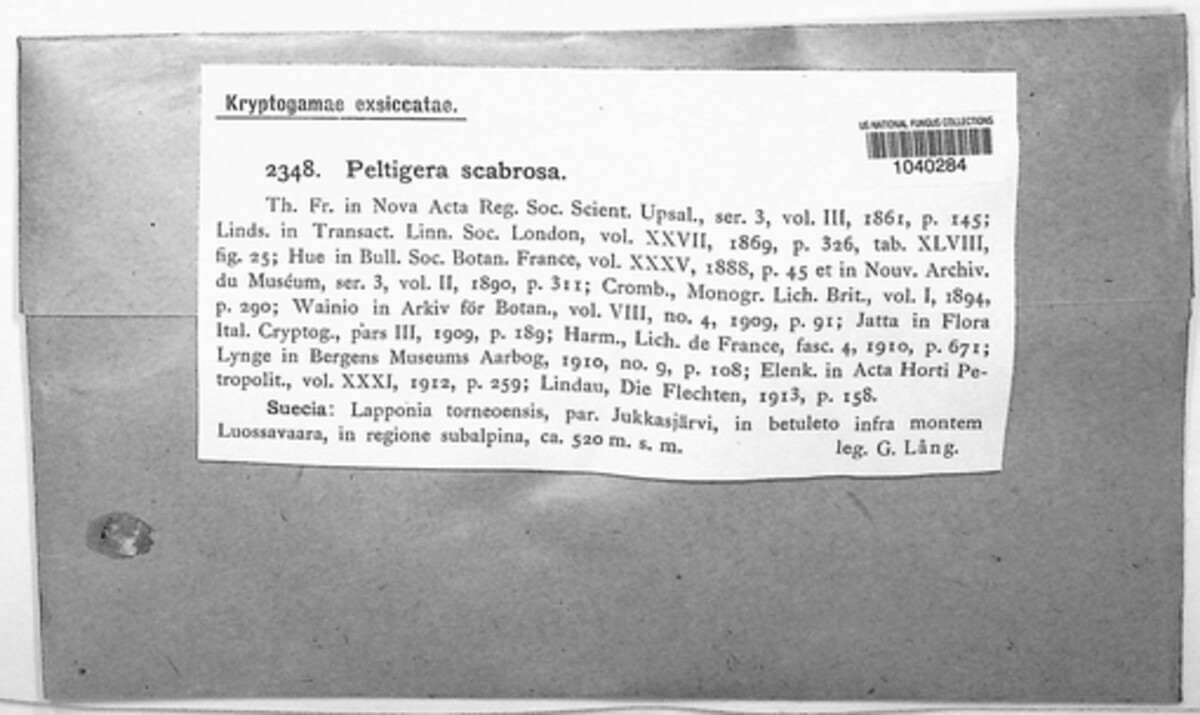 Kryptogamae exsiccatae.
US NATIONAL FUNGUS COLLECTIONS
1040284
2348. Peltigera scabrosa.
Th. Fr. in Nova Acta Reg. Soc. Scient. Upsal., ser. 3, vol. III, 1861, p. 145;
Linds. in Transact. Linn. Soc. London, vol. XXVII, 1869, p. 326, tab. XLVIII,
fig. 25; Hue in Bull. Soc. Botan. France, vol. XXXV, 1888, p. 45 et in Nouv. Archiv.
du Muséum, ser. 3, vol. II, 1890, p. 311; Cromb., Monogr. Lich. Brit., vol. I, 1894,
p. 290; Wainio in Arkiv för Botan., vol. VIII, no. 4, 1909, p. 91; Jatta in Flora
Ital. Cryptog., pars III, 1909, p. 189; Harm., Lich. de France, fasc. 4, 1910, p. 671;
Lynge in Bergens Museums Aarbog, 1910, no. 9, p. 108; Elenk. in Acta Horti Pe-
tropolit., vol. XXXI, 1912, p. 259; Lindau, Die Flechten, 1913, p. 158.
Suecia: Lapponia torneoensis, par. Jukkasjärvi, in betuleto infra montem
Luossavaara, in regione subalpina, ca. 520 m. s. m.
leg. G. Lång.